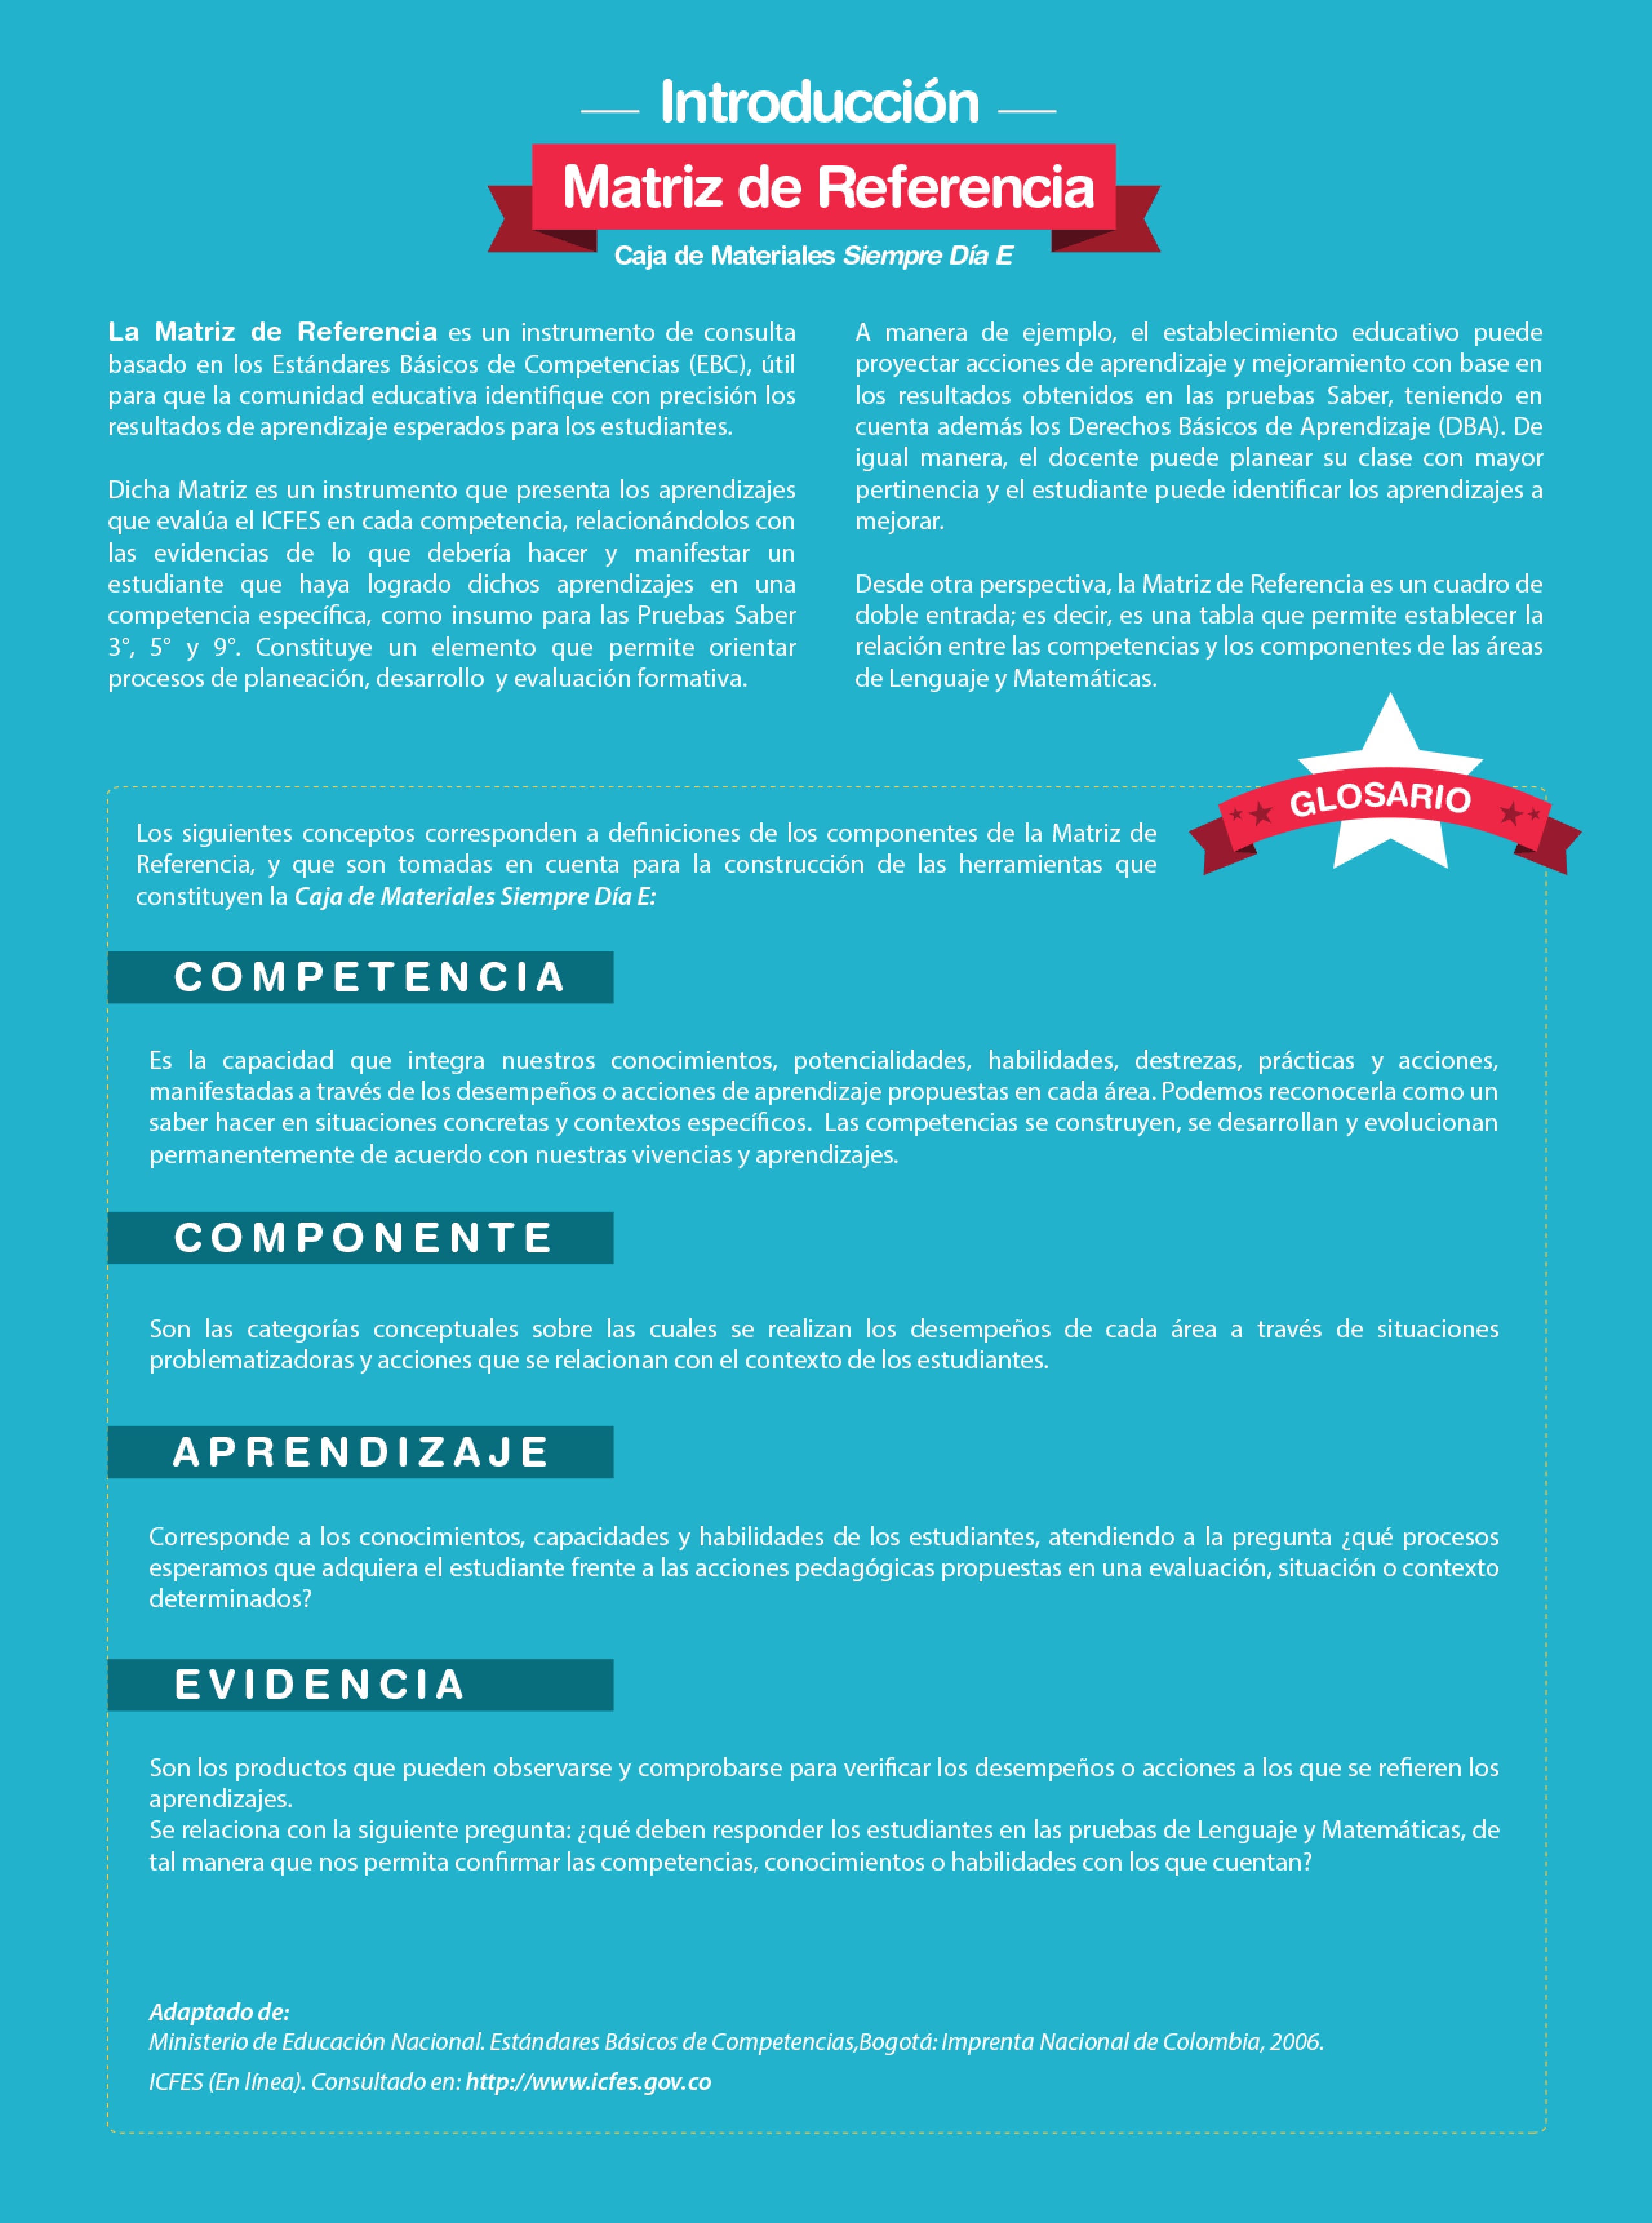 Introducción
Matriz de Referencia
Caja de Materiales Siempre Día E
La Matriz de Referencia es un instrumento de consulta
basado en los Estándares Básicos de Competencias (EBC), útil
para que la comunidad educativa identifique con precisión los
resultados de aprendizaje esperados para los estudiantes.
Dicha Matriz es un instrumento que presenta los aprendizajes
que evalúa el ICFES en cada competencia, relacionándolos con
las evidencias de lo que debería hacer y manifestar un
estudiante que haya logrado dichos aprendizajes en una
competencia específica, como insumo para las Pruebas Saber
3°, 5° y 9°. Constituye un elemento que permite orientar
procesos de planeación, desarrollo y evaluación formativa.
A manera de ejemplo, el establecimiento educativo puede
proyectar acciones de aprendizaje y mejoramiento con base en
los resultados obtenidos en las pruebas Saber, teniendo en
cuenta además los Derechos Básicos de Aprendizaje (DBA). De
igual manera, el docente puede planear su clase con mayor
pertinencia y el estudiante puede identificar los aprendizajes a
mejorar.
Desde otra perspectiva, la Matriz de Referencia es un cuadro de
doble entrada; es decir, es una tabla que permite establecer la
relación entre las competencias y los componentes de las áreas
de Lenguaje y Matemáticas.
GLOSARIO
Los siguientes conceptos corresponden a definiciones de los componentes de la Matriz de
Referencia, y que son tomadas en cuenta para la construcción de las herramientas que
constituyen la Caja de Materiales Siempre Día E:
COMPETENCIA
Es la capacidad que integra nuestros conocimientos, potencialidades, habilidades, destrezas, prácticas y acciones,
manifestadas a través de los desempeños o acciones de aprendizaje propuestas en cada área. Podemos reconocerla como un
saber hacer en situaciones concretas y contextos específicos. Las competencias se construyen, se desarrollan y evolucionan
permanentemente de acuerdo con nuestras vivencias y aprendizajes.
COMPONENTE
Son las categorías conceptuales sobre las cuales se realizan los desempeños de cada área a través de situaciones
problematizadoras y acciones que se relacionan con el contexto de los estudiantes.
APRENDIZAJE
Corresponde a los conocimientos, capacidades y habilidades de los estudiantes, atendiendo a la pregunta ¿qué procesos
esperamos que adquiera el estudiante frente a las acciones pedagógicas propuestas en una evaluación, situación o contexto
determinados?
EVIDENCIA
Son los productos que pueden observarse y comprobarse para verificar los desempeños o acciones a los que se refieren los
aprendizajes.
Se relaciona con la siguiente pregunta: ¿qué deben responder los estudiantes en las pruebas de Lenguaje y Matemáticas, de
tal manera que nos permita confirmar las competencias, conocimientos o habilidades con los que cuentan?
Adaptado de:
Ministerio de Educación Nacional. Estándares Básicos de Competencias,Bogotá: Imprenta Nacional de Colombia, 2006.
ICFES (En línea). Consultado en: http://www.icfes.gov.co